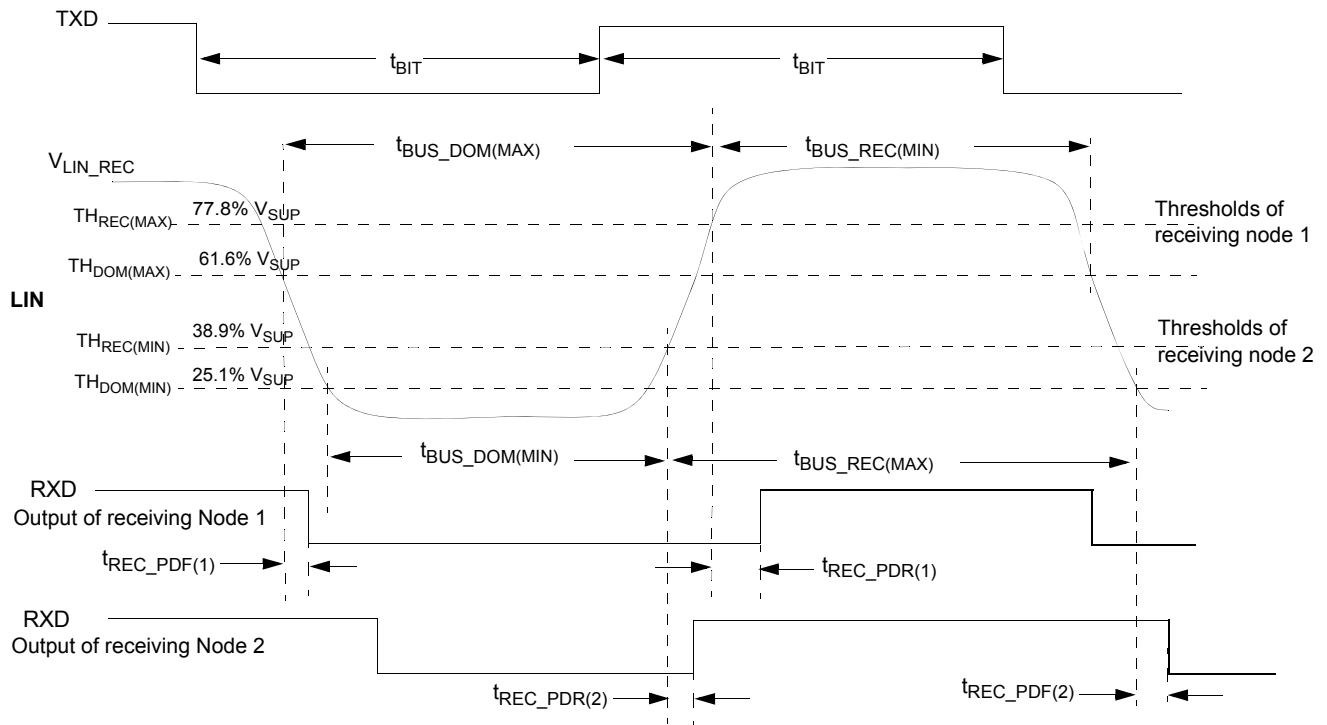 TXD
tBIT
tBIT
tBUS_DOM(MAX)
tBUS_REC(MIN)
VLIN_REC
THREC(MAX) 77.8% VSUP
Thresholds of
receiving node 1
THDOM(MAX) 61.6% VSUP
LIN
THREC(MIN) 38.9% VSUP
Thresholds of
receiving node 2
THDOM(MIN) 25.1% VSUP
tBUS_DOM(MIN)
tBUS_REC(MAX)
RXD
Output of receiving Node 1
tREC_PDF(1)
tREC_PDR(1)
RXD
Output of receiving Node 2
tREC_PDR(2)
tREC_PDF(2)